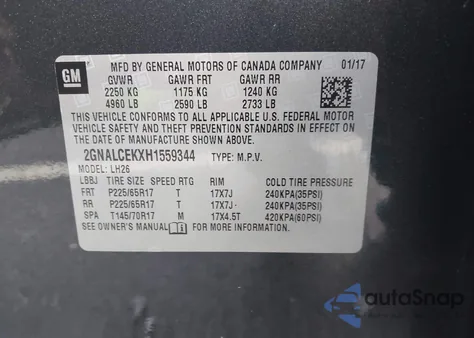 GM
MFD BY GENERAL MOTORS OF CANADA COMPANY 01/17
GVWR GAWR FRT GAWR RR
2250 KG 1175 KG 1240 KG
4960 LB 2590 LB 2733 LB
THIS VEHICLE CONFORMS TO ALL APPLICABLE
U.S. FEDERAL MOTOR VEHICLE SAFETY, BUMPER, AND THEFT
PREVENTION STANDARDS IN EFFECT ON
THE DATE OF MANUFACTURE SHOWN ABOVE.
2GNALCEKXH1559344 TYPE: M.P.V.
MODEL: LH26
LBBJ TIRE SIZE SPEED RTG RIM COLD TIRE PRESSURE
FRT P225/65R17 T 17X7J 240KPA(35PSI)
RR P225/65R17 T 17X7J 240KPA(35PSI)
SPA T145/70R17 M 17X4.5T 420KPA(60PSI)
SEE OWNER'S MANUAL FOR MORE INFORMATION.
autoSnap